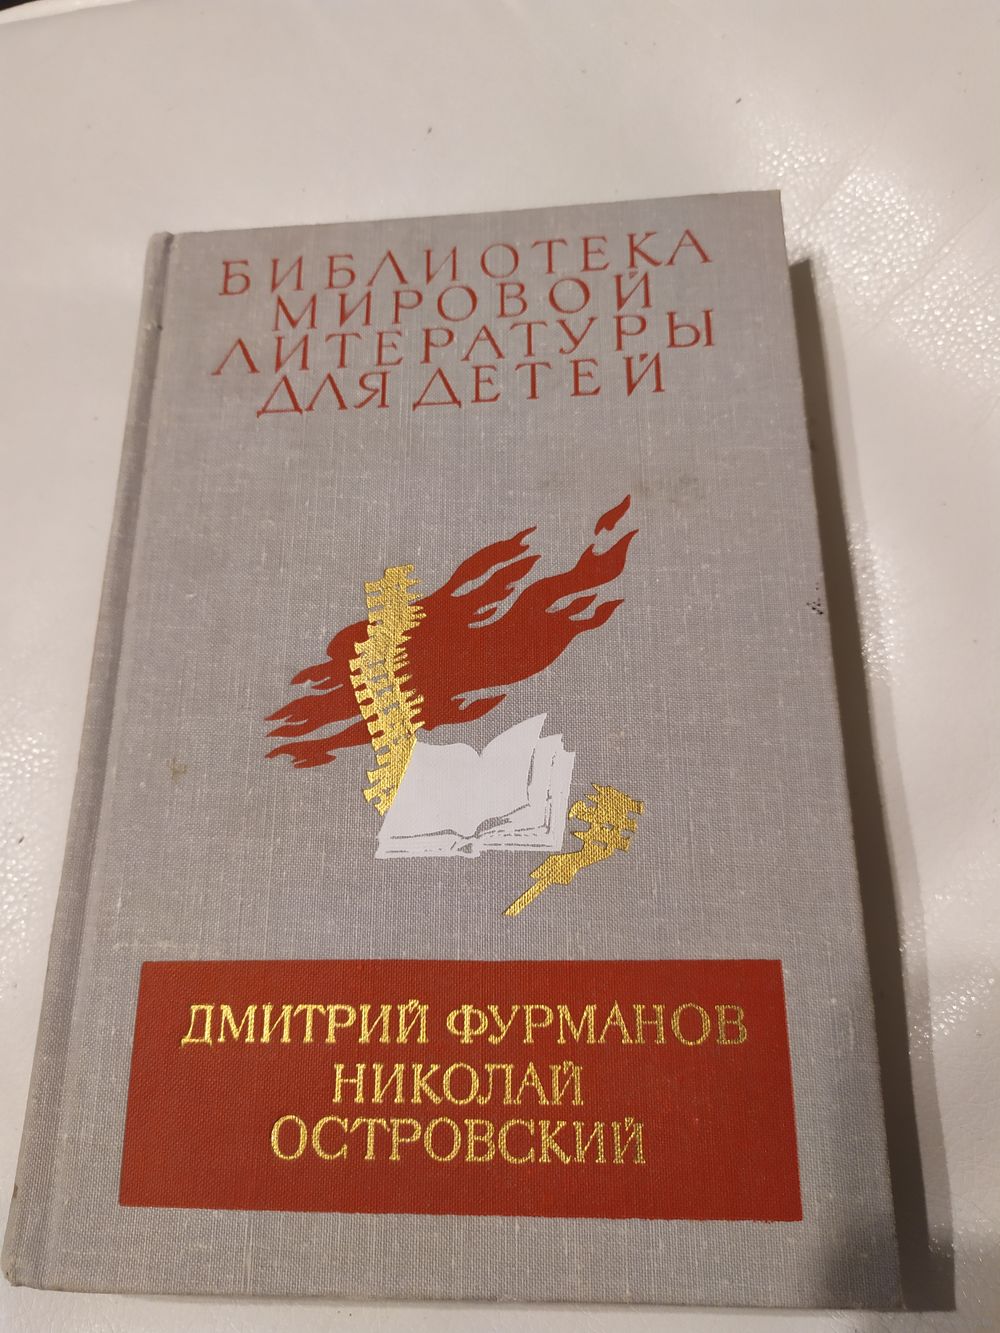 БИБЛИОТЕКА
МИРОВОЙ
ЛИТЕРАТУРЫ
ДЛЯ ДЕТЕЙ
ДМИТРИЙ ФУРМАНОВ
НИКОЛАЙ
ОСТРОВСКИЙ